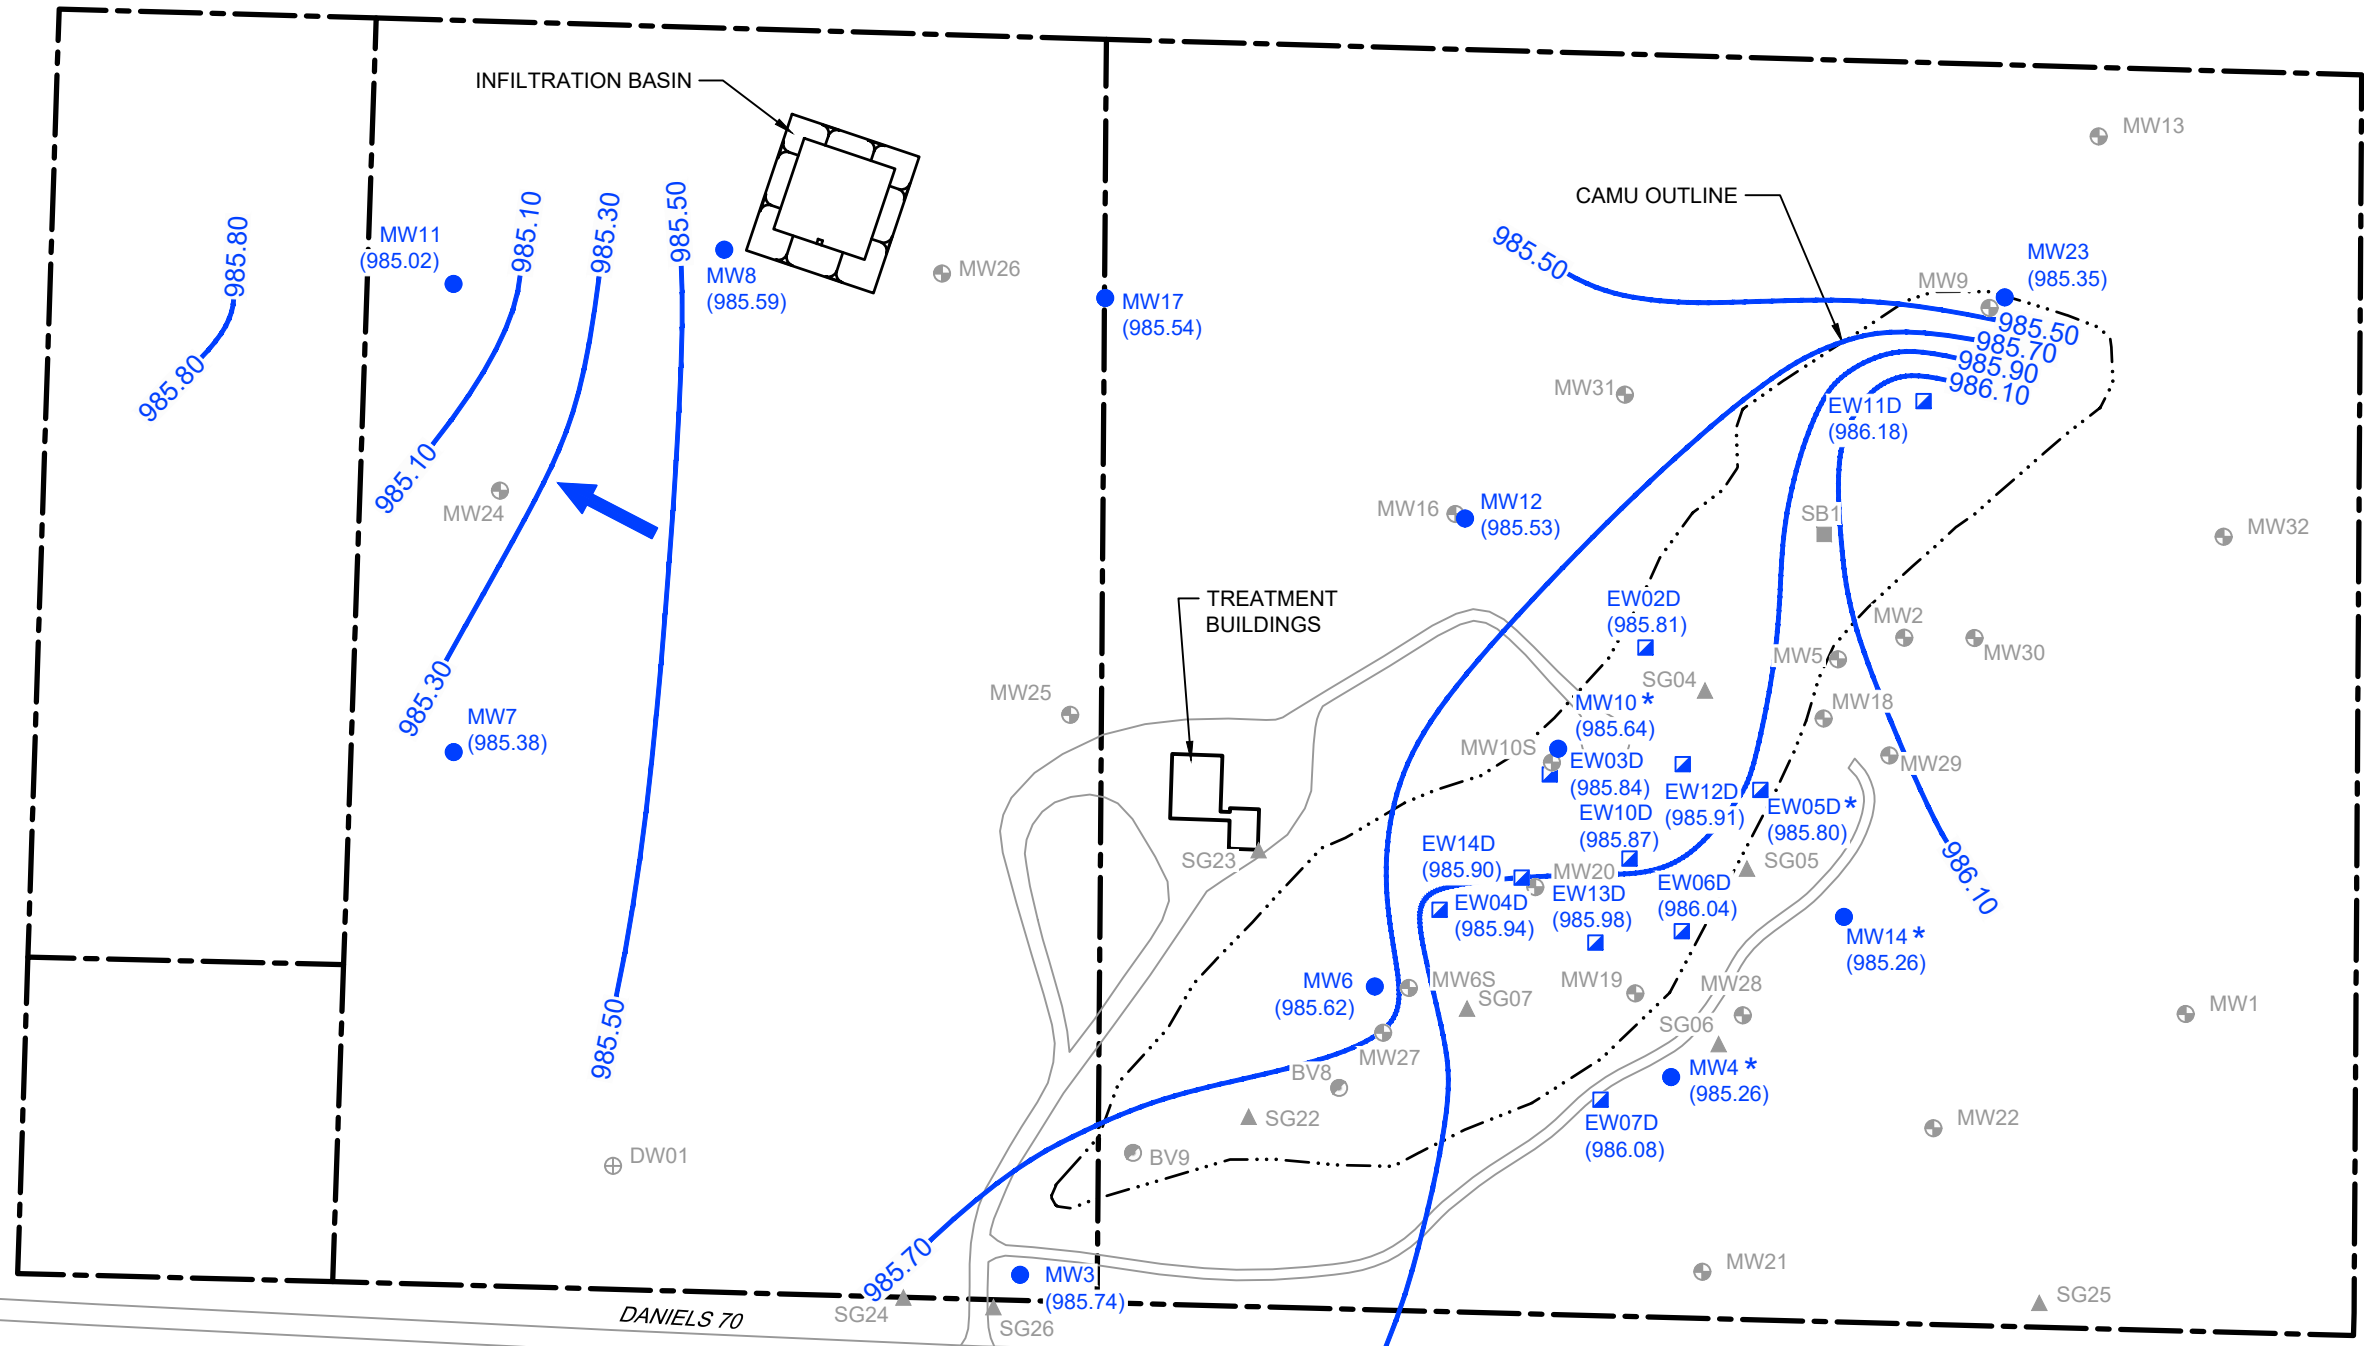 INFILTRATION BASIN
MW13
CAMU OUTLINE
985.80
985.10
985.30
985.50
MW11
(985.02)
MW8
(985.59)
MW26
985.50
MW23
(985.35)
MW9
MW17
(985.54)
985.50
985.70
985.90
986.10
985.80
MW31
EW11D
(986.18)
985.10
MW24
MW16
MW12
(985.53)
SB1
MW32
TREATMENT
BUILDINGS
EW02D
(985.81)
MW2
MW30
MW5
985.30
MW25
SG04
MW10 *
(985.64)
MW18
MW7
(985.38)
MW10S
EW03D
(985.84)
MW29
EW12D
(985.91)
EW05D *
(985.80)
EW10D
(985.87)
SG23
EW14D
(985.90)
MW20
SG05
986.10
EW04D
(985.94)
EW13D
(985.98)
EW06D
(986.04)
MW14 *
(985.26)
MW6
(985.62)
MW6S
SG07
MW19
MW28
MW1
985.50
SG06
MW27
BV8
MW4 *
(985.26)
SG22
EW07D
(986.08)
MW22
DW01
BV9
985.70
MW3
(985.74)
MW21
SG25
DANIELS 70
SG24
SG26